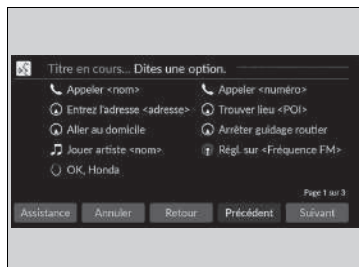 Titre en cours... Dites une option.
Appeler <nom> Appeler <numéro>
Entrez l'adresse <adresse> Trouver lieu <POI>
Aller au domicile Arrêter guidage routier
Jouer artiste <nom> Régl. sur <Fréquence FM>
OK, Honda
Page 1 sur 3
Assistance Annuler Retour Précédent Suivant